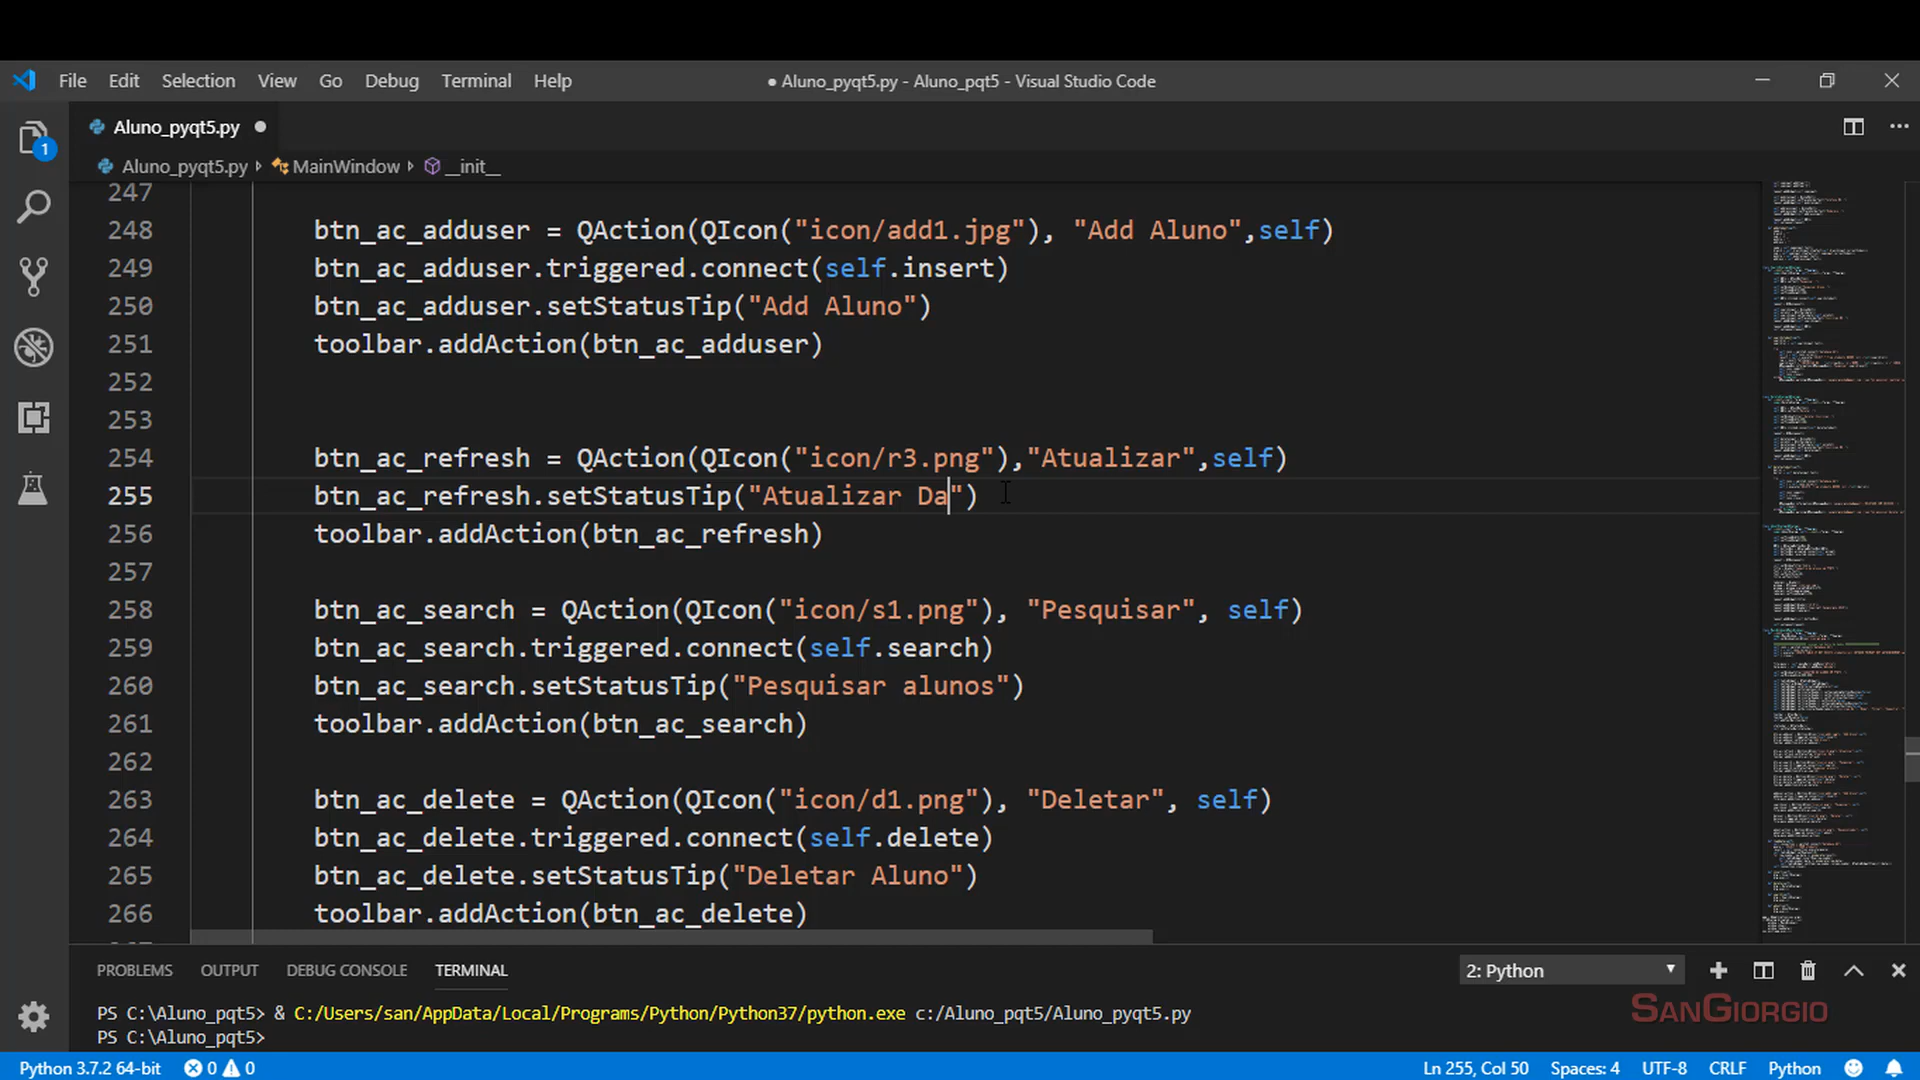 File Edit Selection View Go Debug Terminal Help ● Aluno_pyqt5.py - Aluno_pqt5 - Visual Studio Code
Aluno_pyqt5.py
Aluno_pyqt5.py MainWindow __init__
1
247
248 btn_ac_adduser = QAction(QIcon("icon/add1.jpg"), "Add Aluno",self)
249 btn_ac_adduser.triggered.connect(self.insert)
250 btn_ac_adduser.setStatusTip("Add Aluno")
251 toolbar.addAction(btn_ac_adduser)
252
253
254 btn_ac_refresh = QAction(QIcon("icon/r3.png"),"Atualizar",self)
255 btn_ac_refresh.setStatusTip("Atualizar Da")
256 toolbar.addAction(btn_ac_refresh)
257
258 btn_ac_search = QAction(QIcon("icon/s1.png"), "Pesquisar", self)
259 btn_ac_search.triggered.connect(self.search)
260 btn_ac_search.setStatusTip("Pesquisar alunos")
261 toolbar.addAction(btn_ac_search)
262
263 btn_ac_delete = QAction(QIcon("icon/d1.png"), "Deletar", self)
264 btn_ac_delete.triggered.connect(self.delete)
265 btn_ac_delete.setStatusTip("Deletar Aluno")
266 toolbar.addAction(btn_ac_delete)
PROBLEMS OUTPUT DEBUG CONSOLE TERMINAL 2: Python
PS C:\Aluno_pqt5> & C:/Users/san/AppData/Local/Programs/Python/Python37/python.exe c:/Aluno_pqt5/Aluno_pyqt5.py
PS C:\Aluno_pqt5>
SANGIORGIO
Python 3.7.2 64-bit 0 0 Ln 255, Col 50 Spaces: 4 UTF-8 CRLF Python